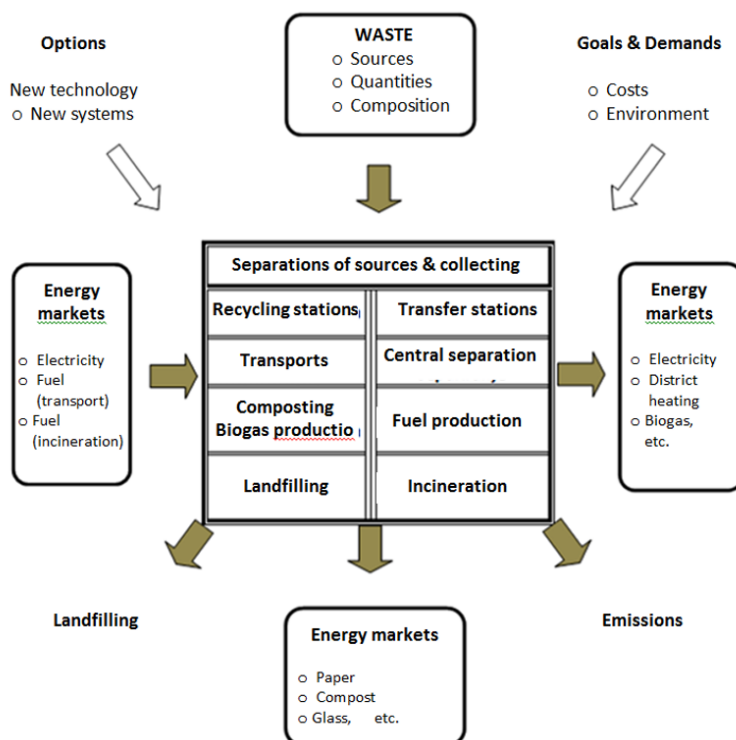 Options
New technology
o New systems
WASTE
o Sources
o Quantities
o Composition
Goals & Demands
o Costs
o Environment
Separations of sources & collecting
Recycling stations
Transfer stations
Transports
Central separation
Composting
Biogas productio
Fuel production
Landfilling
Incineration
Energy
markets
o Electricity
o Fuel
(transport)
o Fuel
(incineration)
Energy
markets
o Electricity
o District
heating
o Biogas,
etc.
Landfilling
Energy markets
o Paper
o Compost
o Glass, etc.
Emissions